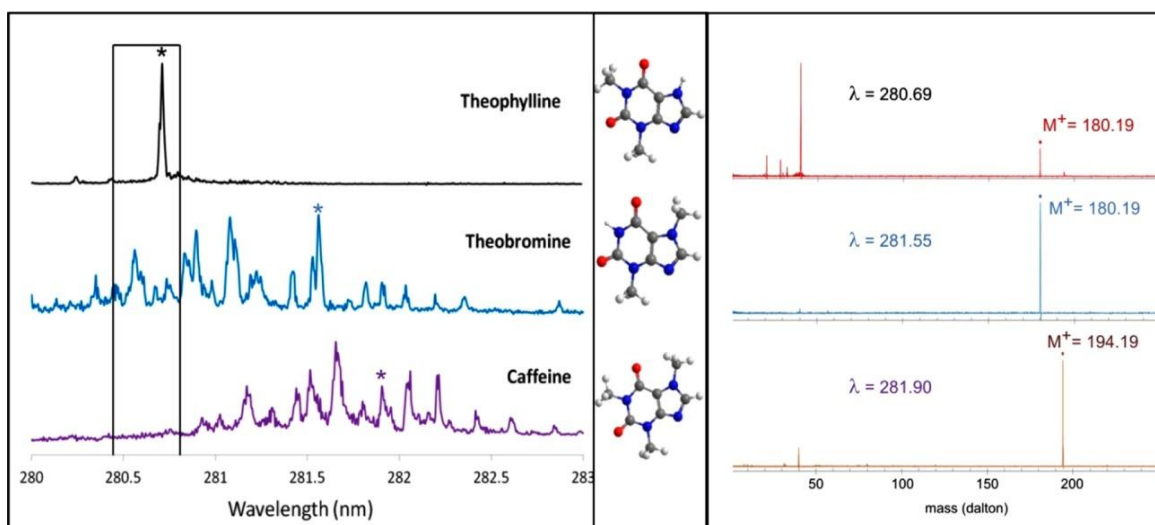 *
Theophylline
*
Theobromine
*
Caffeine
280 280.5 281 281.5 282 282.5 283
Wavelength (nm)
λ = 280.69
M+ = 180.19
M+ = 180.19
λ = 281.55
M+ = 194.19
λ = 281.90
50 100 150 200
mass (dalton)